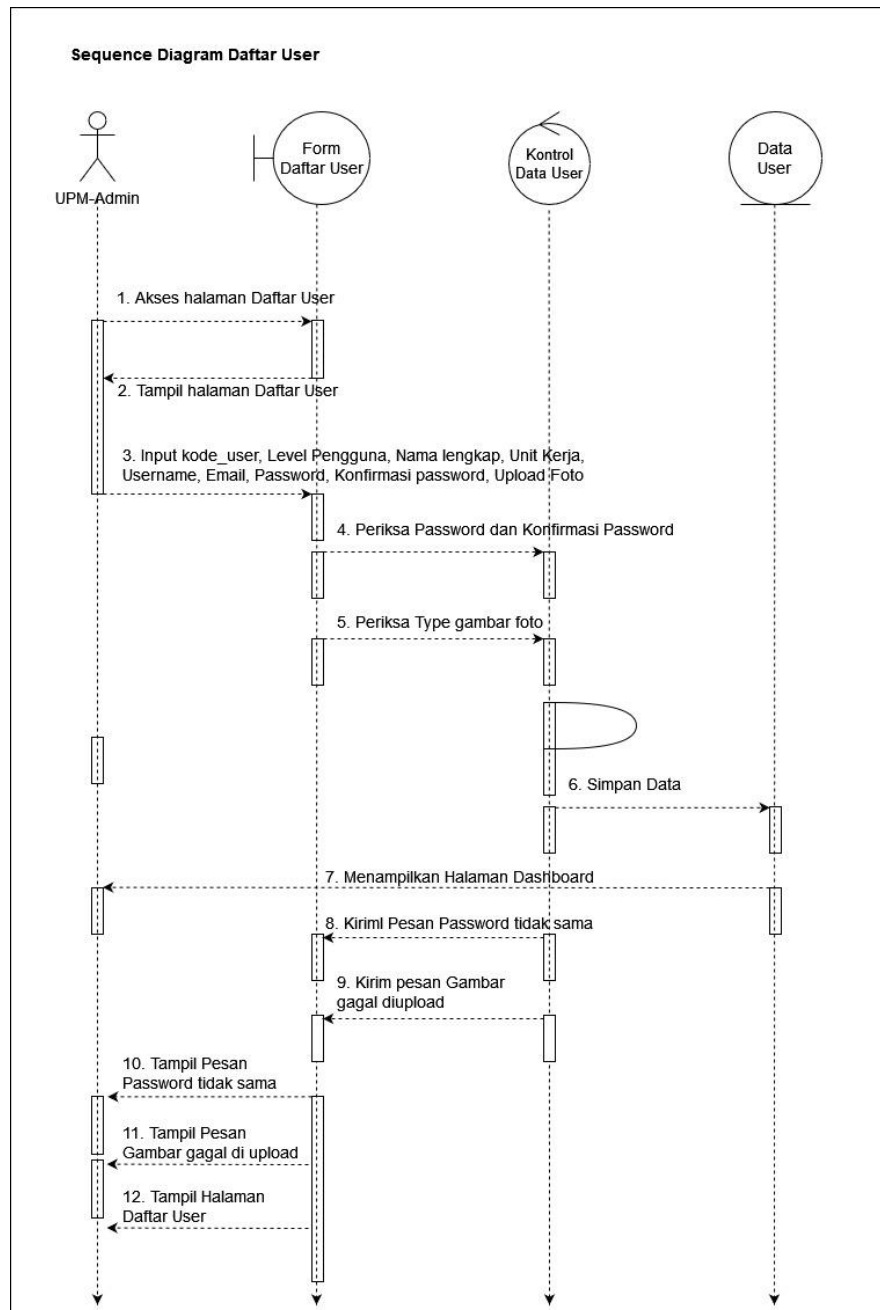 Sequence Diagram Daftar User
Form
Daftar User
Kontrol
Data User
Data
User
UPM-Admin
1. Akses halaman Daftar User
2. Tampil halaman Daftar User
3. Input kode_user, Level Pengguna, Nama lengkap, Unit Kerja,
Username, Email, Password, Konfirmasi password, Upload Foto
4. Periksa Password dan Konfirmasi Password
5. Periksa Type gambar foto
6. Simpan Data
7. Menampilkan Halaman Dashboard
8. KirimI Pesan Password tidak sama
9. Kirim pesan Gambar
gagal diupload
10. Tampil Pesan
Password tidak sama
11. Tampil Pesan
Gambar gagal di upload
12. Tampil Halaman
Daftar User